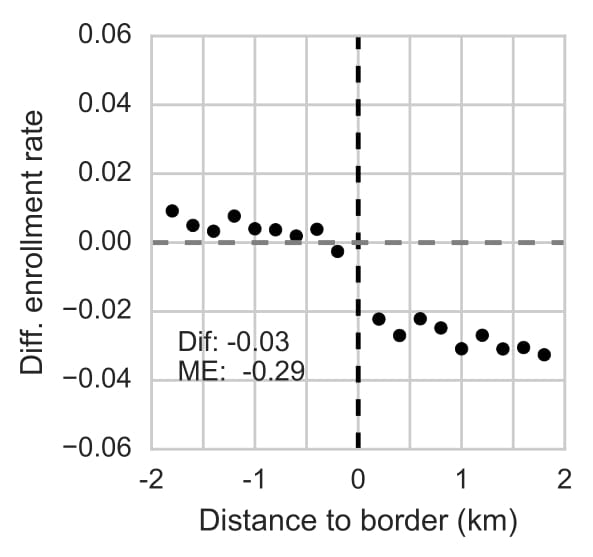 0.06
0.04
0.02
0.00
−0.02
−0.04
−0.06
Diff. enrollment rate
Dif: -0.03
ME: -0.29
-2 -1 0 1 2
Distance to border (km)